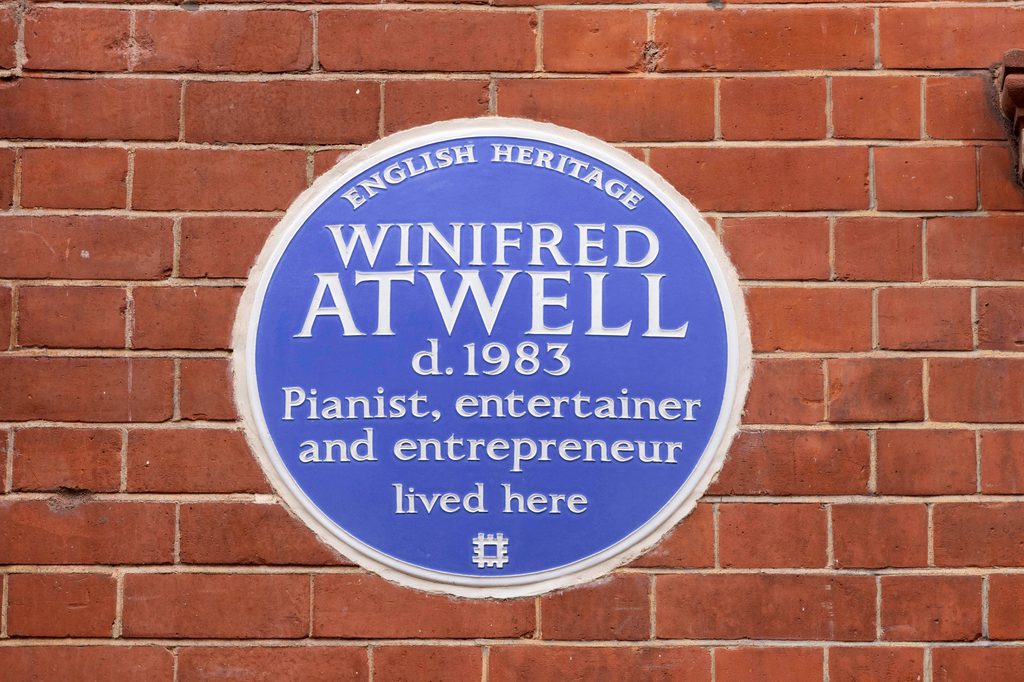 ENGLISH HERITAGE
WINIFRED
ATWELL
d. 1983
Pianist, entertainer
and entrepreneur
lived here